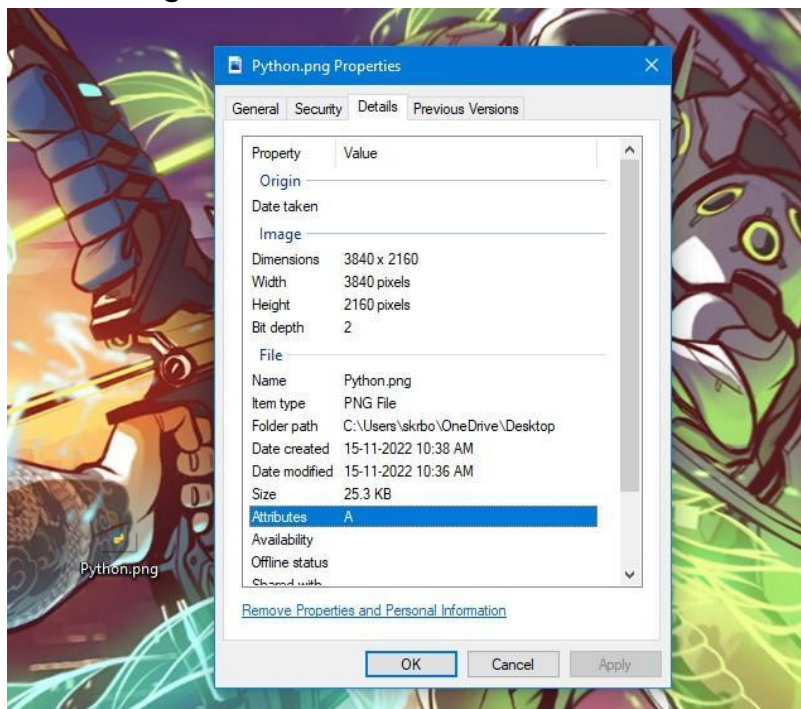 Python.png Properties
General Security Details Previous Versions
Property Value
Origin
Date taken
Image
Dimensions 3840 x 2160
Width 3840 pixels
Height 2160 pixels
Bit depth 2
File
Name Python.png
Item type PNG File
Folder path C:\Users\skrbo\OneDrive\Desktop
Date created 15-11-2022 10:38 AM
Date modified 15-11-2022 10:36 AM
Size 25.3 KB
Attributes A
Availability
Offline status
Shared with
Remove Properties and Personal Information
OK Cancel Apply
Python.png